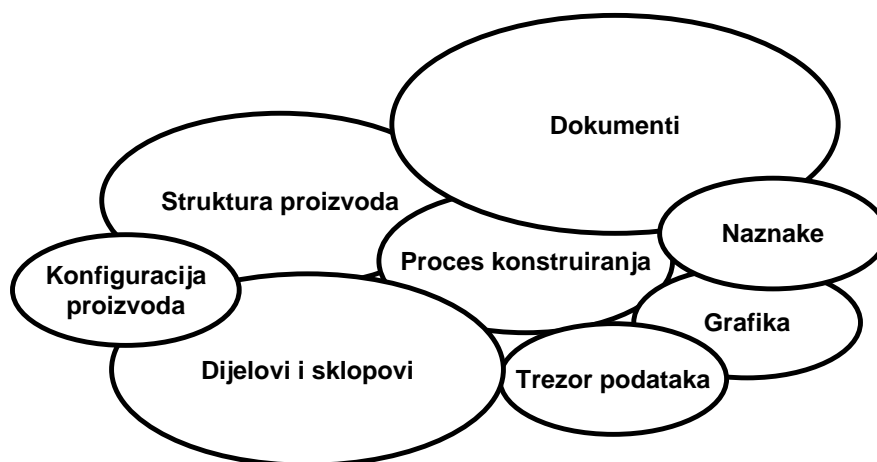 Dokumenti
Struktura proizvoda
Naznake
Proces konstruiranja
Konfiguracija
proizvoda
Grafika
Dijelovi i sklopovi
Trezor podataka